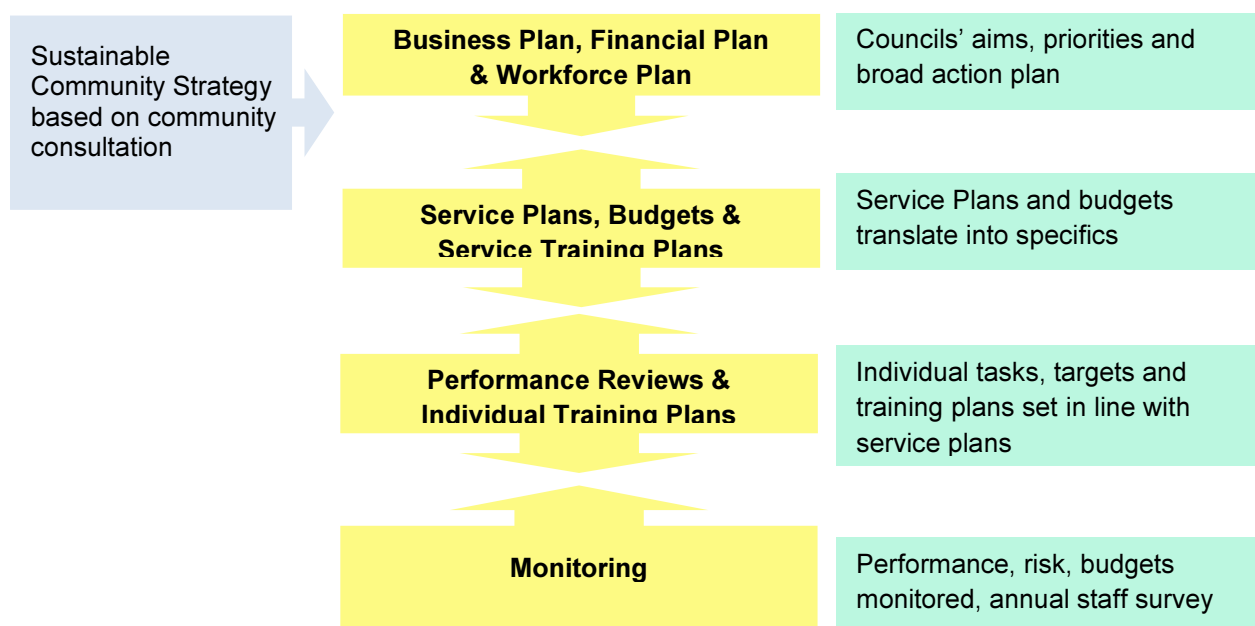 Sustainable
Community Strategy
based on community
consultation
Business Plan, Financial Plan
& Workforce Plan
Councils’ aims, priorities and
broad action plan
Service Plans, Budgets &
Service Training Plans
Service Plans and budgets
translate into specifics
Performance Reviews &
Individual Training Plans
Individual tasks, targets and
training plans set in line with
service plans
Monitoring
Performance, risk, budgets
monitored, annual staff survey